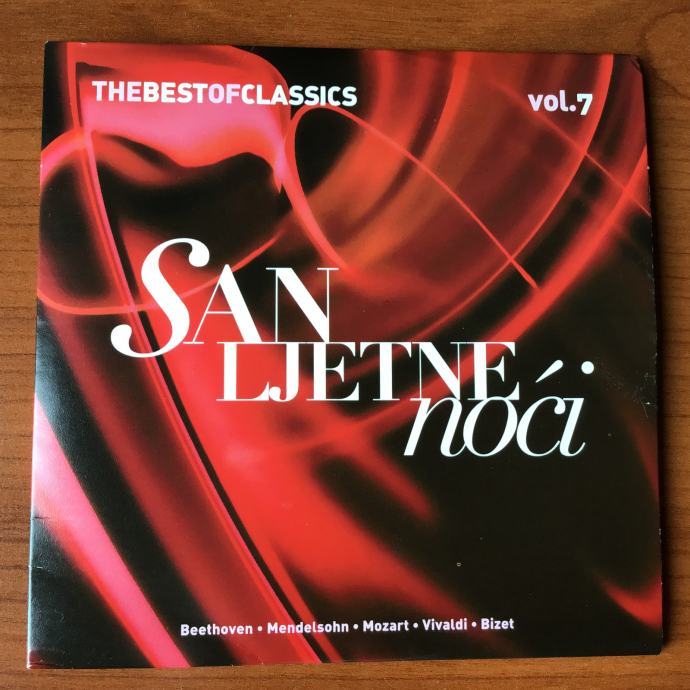 THEBESTOFCLASSICS vol.7
SAN
LJETNE
noći
Beethoven • Mendelsohn • Mozart • Vivaldi • Bizet